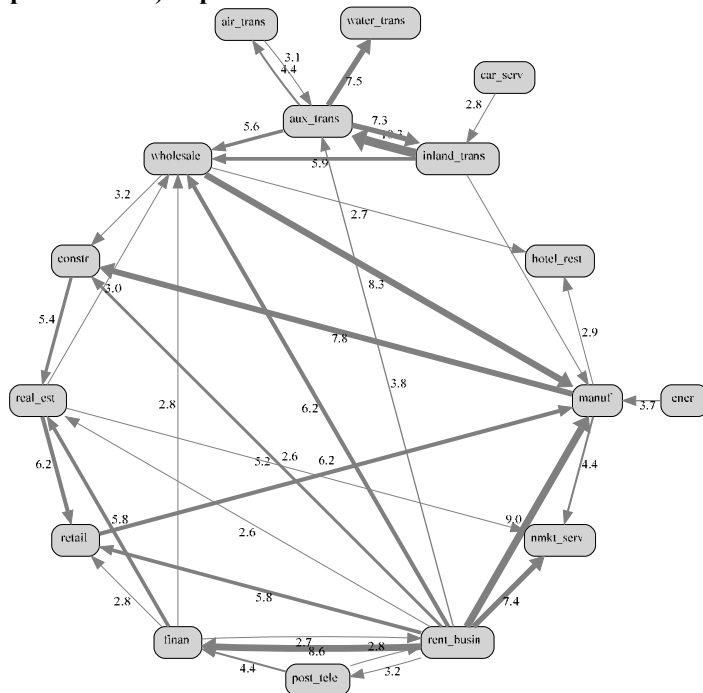 air_trans
water_trans
3.1
4.4
7.5
car_serv
2.8
aux_trans
7.3
5.6
wholesale
5.9
inland_trans
3.2
2.7
constr
hotel_rest
3.0
8.3
5.4
7.8
2.9
real_est
2.8
3.8
manuf
ener
3.7
6.2
6.2
5.2
2.6
6.2
4.4
5.8
9.0
retail
2.6
nmkt_serv
2.8
5.8
7.4
finan
2.7
8.6
2.8
rent_busin
4.4
post_tele
3.2